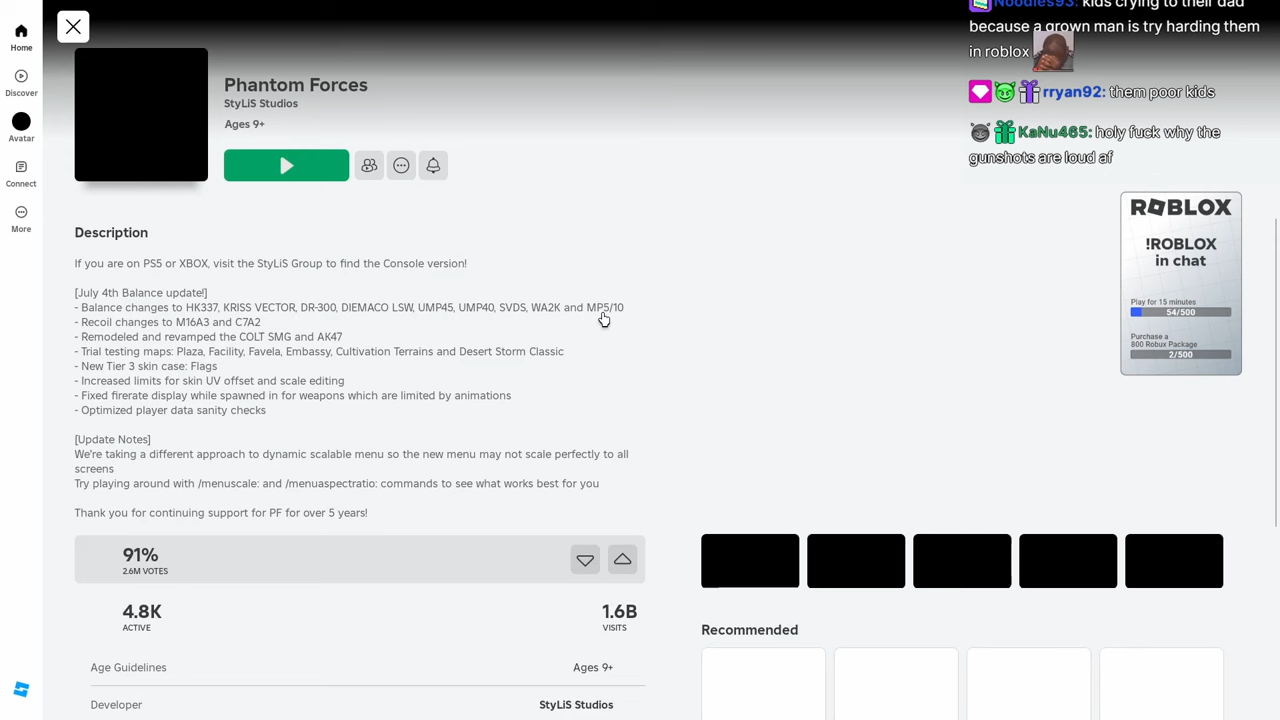 Home
Discover
Avatar
Connect
More
Phantom Forces
StyLiS Studios
Ages 9+
Description
If you are on PS5 or XBOX, visit the StyLiS Group to find the Console version!
[July 4th Balance update!]
- Balance changes to HK337, KRISS VECTOR, DR-300, DIEMACO LSW, UMP45, UMP40, SVDS, WA2K and MP5/10
- Recoil changes to M16A3 and C7A2
- Remodeled and revamped the COLT SMG and AK47
- Trial testing maps: Plaza, Facility, Favela, Embassy, Cultivation Terrains and Desert Storm Classic
- New Tier 3 skin case: Flags
- Increased limits for skin UV offset and scale editing
- Fixed firerate display while spawned in for weapons which are limited by animations
- Optimized player data sanity checks
[Update Notes]
We're taking a different approach to dynamic scalable menu so the new menu may not scale perfectly to all
screens
Try playing around with /menuscale: and /menuaspectratio: commands to see what works best for you
Thank you for continuing support for PF for over 5 years!
91%
2.6M VOTES
4.8K
ACTIVE
1.6B
VISITS
Age Guidelines
Ages 9+
Developer
StyLiS Studios
Recommended
Noodles93: kids crying to their dad
because a grown man is try harding them
in roblox
rryan92: them poor kids
KaNu465: holy fuck why the
gunshots are loud af
ROBLOX
!ROBLOX
in chat
Play for 15 minutes
54/500
Purchase a
800 Robux Package
2/500